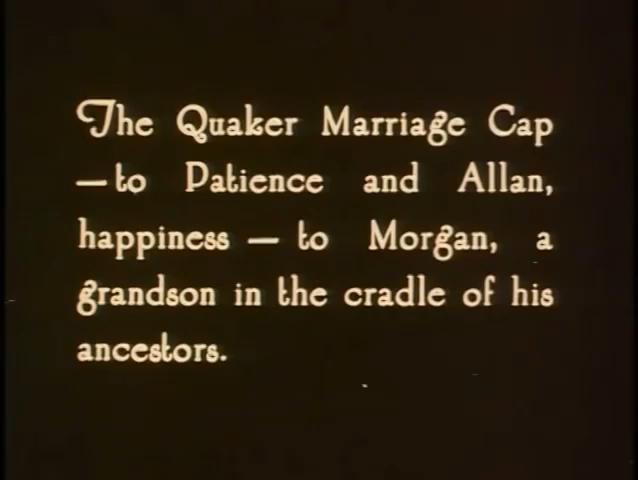 The Quaker Marriage Cap
— to Patience and Allan,
happiness — to Morgan, a
grandson in the cradle of his
ancestors.